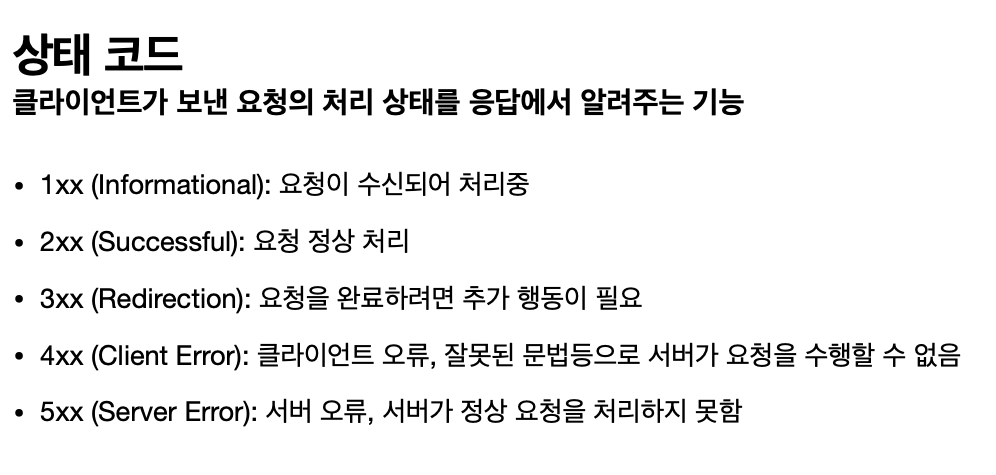 상태 코드
클라이언트가 보낸 요청의 처리 상태를 응답에서 알려주는 기능
• 1xx (Informational): 요청이 수신되어 처리중
• 2xx (Successful): 요청 정상 처리
• 3xx (Redirection): 요청을 완료하려면 추가 행동이 필요
• 4xx (Client Error): 클라이언트 오류, 잘못된 문법등으로 서버가 요청을 수행할 수 없음
• 5xx (Server Error): 서버 오류, 서버가 정상 요청을 처리하지 못함